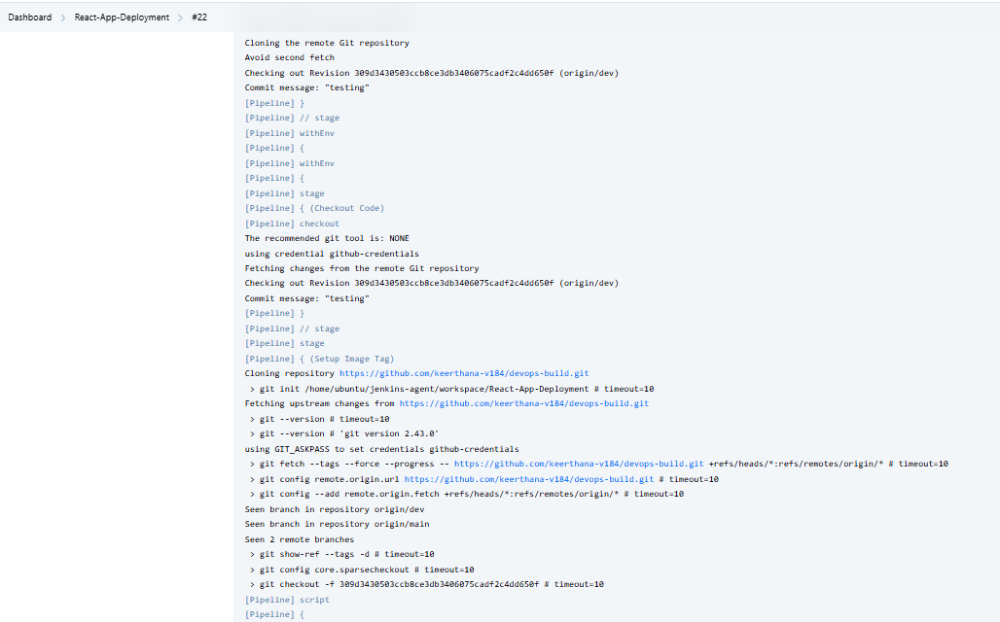 Dashboard > React-App-Deployment > #22
Cloning the remote Git repository
Avoid second fetch
Checking out Revision 309d3430503ccb8ce3db3406075cadf2c4dd650f (origin/dev)
Commit message: "testing"
[Pipeline] }
[Pipeline] // stage
[Pipeline] withEnv
[Pipeline] {
[Pipeline] withEnv
[Pipeline] {
[Pipeline] stage
[Pipeline] { (Checkout Code)
[Pipeline] checkout
The recommended git tool is: NONE
using credential github-credentials
Fetching changes from the remote Git repository
Checking out Revision 309d3430503ccb8ce3db3406075cadf2c4dd650f (origin/dev)
Commit message: "testing"
[Pipeline] }
[Pipeline] // stage
[Pipeline] stage
[Pipeline] { (Setup Image Tag)
Cloning repository https://github.com/keerthana-v184/devops-build.git
> git init /home/ubuntu/jenkins-agent/workspace/React-App-Deployment # timeout=10
Fetching upstream changes from https://github.com/keerthana-v184/devops-build.git
> git --version # timeout=10
> git --version # 'git version 2.43.0'
using GIT_ASKPASS to set credentials github-credentials
> git fetch --tags --force --progress -- https://github.com/keerthana-v184/devops-build.git +refs/heads/*:refs/remotes/origin/* # timeout=10
> git config remote.origin.url https://github.com/keerthana-v184/devops-build.git # timeout=10
> git config --add remote.origin.fetch +refs/heads/*:refs/remotes/origin/* # timeout=10
Seen branch in repository origin/dev
Seen branch in repository origin/main
Seen 2 remote branches
> git show-ref --tags -d # timeout=10
> git config core.sparsecheckout # timeout=10
> git checkout -f 309d3430503ccb8ce3db3406075cadf2c4dd650f # timeout=10
[Pipeline] script
[Pipeline] {